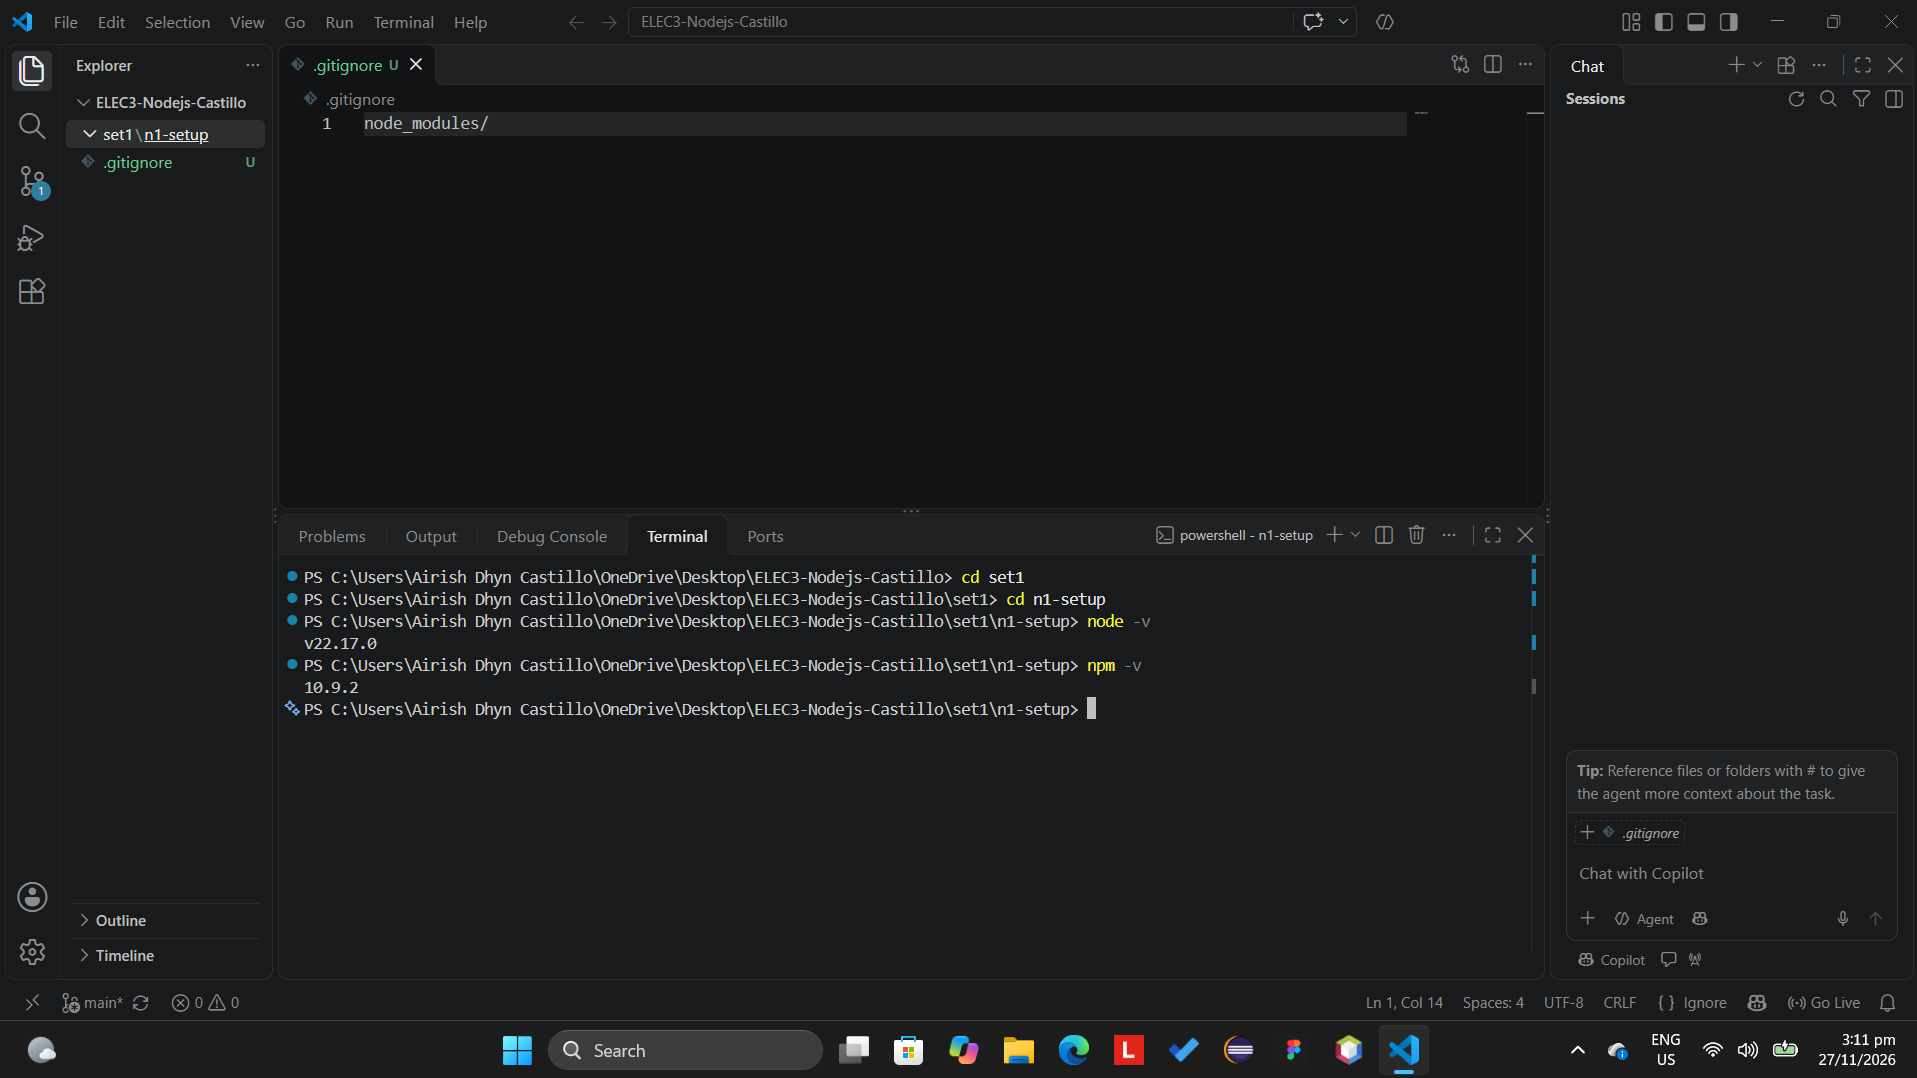 File Edit Selection View Go Run Terminal Help
ELEC3-Nodejs-Castillo
Explorer
ELEC3-Nodejs-Castillo
set1\n1-setup
.gitignore U
1
.gitignore U
.gitignore
1 node_modules/
Problems Output Debug Console Terminal Ports
powershell - n1-setup
PS C:\Users\Airish Dhyn Castillo\OneDrive\Desktop\ELEC3-Nodejs-Castillo> cd set1
PS C:\Users\Airish Dhyn Castillo\OneDrive\Desktop\ELEC3-Nodejs-Castillo\set1> cd n1-setup
PS C:\Users\Airish Dhyn Castillo\OneDrive\Desktop\ELEC3-Nodejs-Castillo\set1\n1-setup> node -v
v22.17.0
PS C:\Users\Airish Dhyn Castillo\OneDrive\Desktop\ELEC3-Nodejs-Castillo\set1\n1-setup> npm -v
10.9.2
PS C:\Users\Airish Dhyn Castillo\OneDrive\Desktop\ELEC3-Nodejs-Castillo\set1\n1-setup>
Chat
Sessions
Tip: Reference files or folders with # to give
the agent more context about the task.
.gitignore
Chat with Copilot
Agent
Copilot
Outline
Timeline
main* 0 0
Ln 1, Col 14 Spaces: 4 UTF-8 CRLF { } Ignore Go Live
Search
L
ENG
US
3:11 pm
27/11/2026